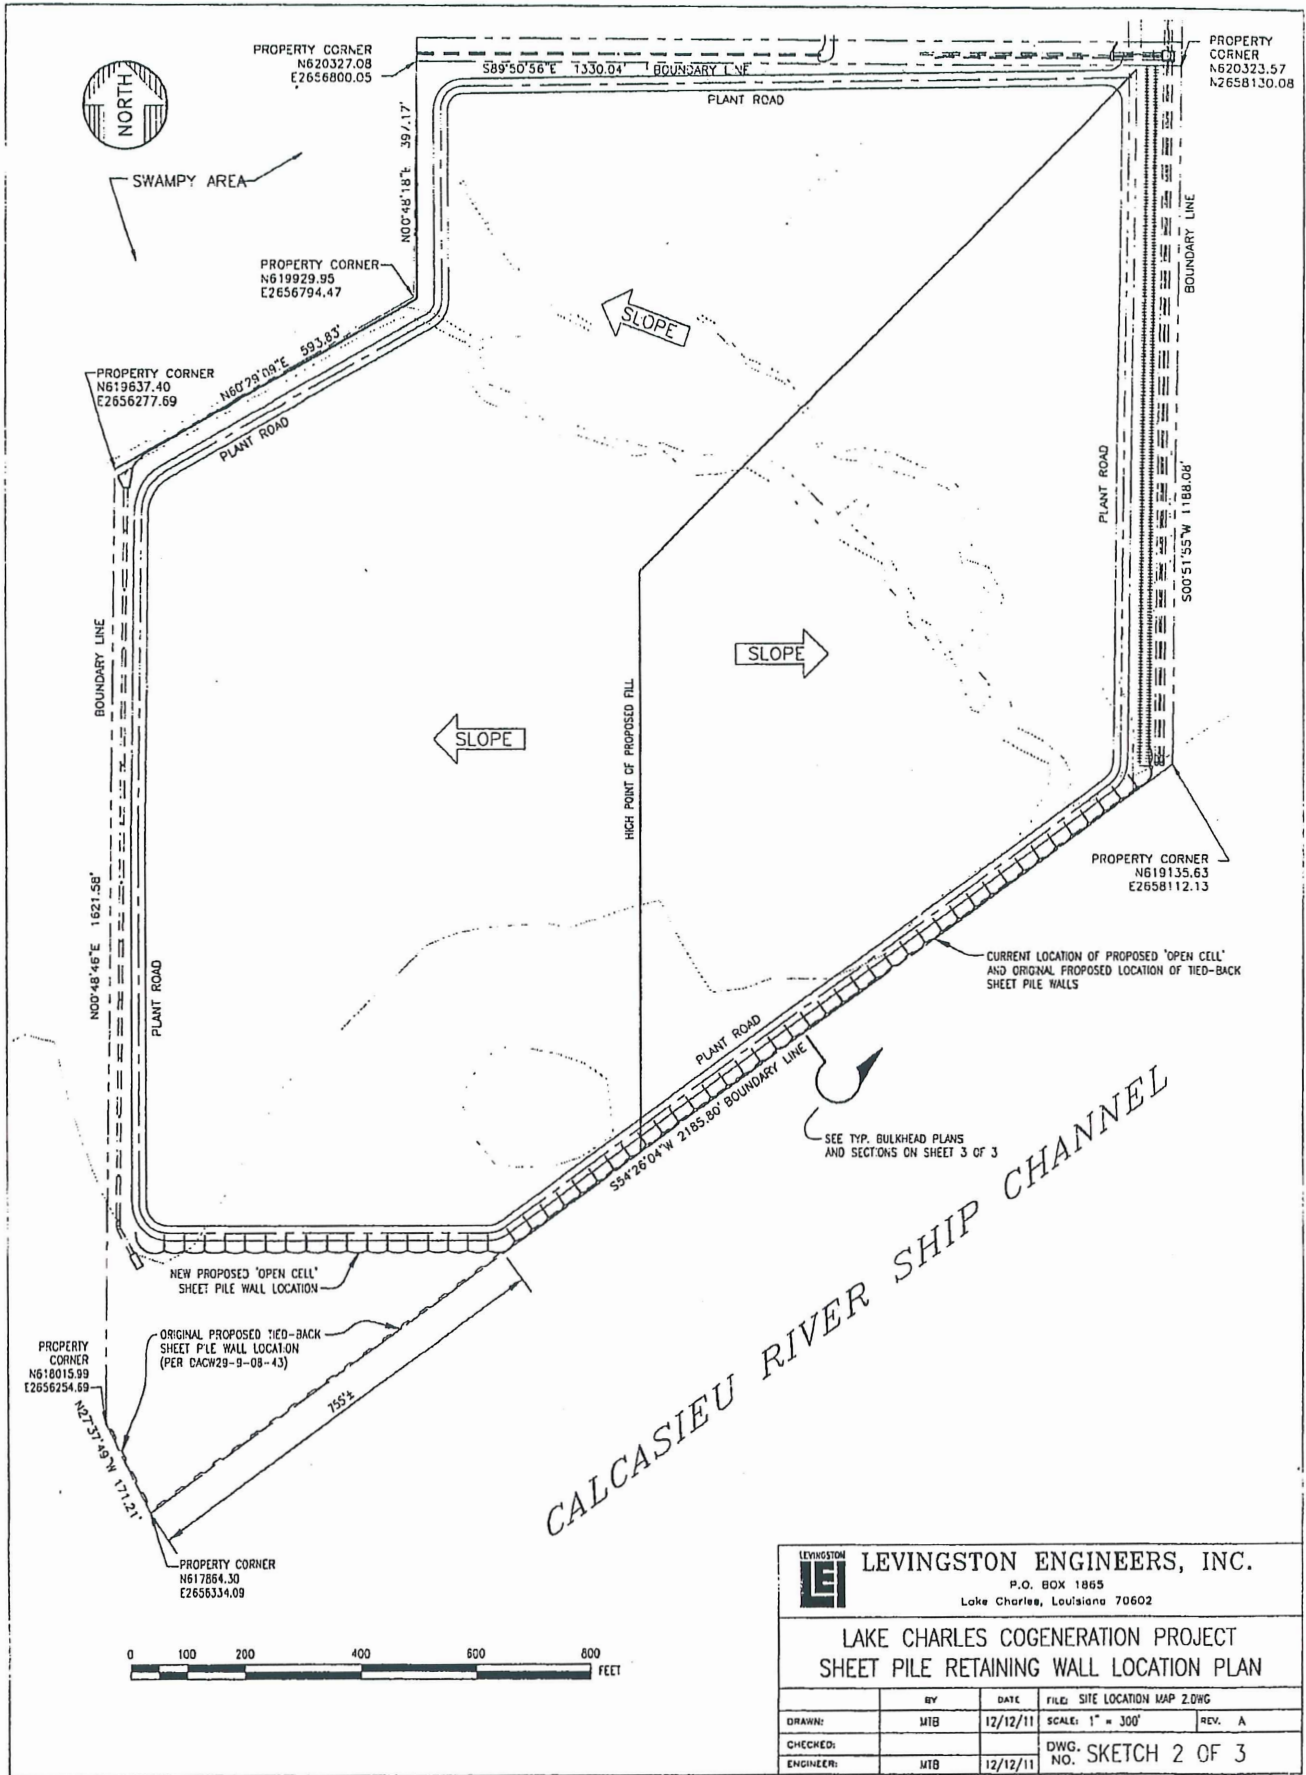 PROPERTY CORNER
N620327.08
E2656800.05
S89°50'56"E 1330.04' BOUNDARY LINE
PLANT ROAD
PROPERTY
CORNER
N620323.57
N2658130.08
NORTH
SWAMPY AREA
N00°48'18"E 397.17'
PROPERTY CORNER
N619929.95
E2656794.47
BOUNDARY LINE
SLOPE
N60°29'09"E 593.83'
PROPERTY CORNER
N619637.40
E2656277.69
PLANT ROAD
PLANT ROAD
S00°51'55"W 1188.08'
BOUNDARY LINE
SLOPE
SLOPE
HIGH POINT OF PROPOSED FILL
PROPERTY CORNER
N619135.63
E2658112.13
N00°48'46"E 1621.58'
PLANT ROAD
CURRENT LOCATION OF PROPOSED 'OPEN CELL'
AND ORIGINAL PROPOSED LOCATION OF TIED-BACK
SHEET PILE WALLS
PLANT ROAD
S54°26'04"W 2185.80' BOUNDARY LINE
SEE TYP. BULKHEAD PLANS
AND SECTIONS ON SHEET 3 OF 3
CALCASIEU RIVER SHIP CHANNEL
NEW PROPOSED 'OPEN CELL'
SHEET PILE WALL LOCATION
ORIGINAL PROPOSED TIED-BACK
SHEET PILE WALL LOCATION
(PER DACW29-9-08-43)
PROPERTY
CORNER
N618015.99
E2656254.69
755'±
N27°37'49"W 171.21'
PROPERTY CORNER
N617864.30
E2656334.09
0 100 200 400 600 800
FEET
LEVINGSTON
LEI
LEVINGSTON ENGINEERS, INC.
P.O. BOX 1865
Lake Charles, Louisiana 70602
LAKE CHARLES COGENERATION PROJECT
SHEET PILE RETAINING WALL LOCATION PLAN
BY DATE FILE: SITE LOCATION MAP 2.DWG
DRAWN: MTB 12/12/11 SCALE: 1" = 300' REV. A
CHECKED:
ENGINEER: MTB 12/12/11 DWG. NO. SKETCH 2 OF 3